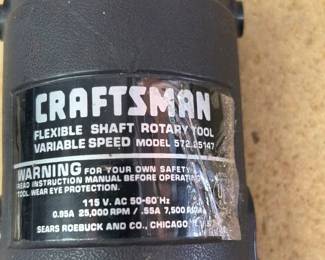 CRAFTSMAN
FLEXIBLE SHAFT ROTARY TOOL
VARIABLE SPEED MODEL 572.25147
WARNING FOR YOUR OWN SAFETY
READ INSTRUCTION MANUAL BEFORE OPERATING
TOOL. WEAR EYE PROTECTION.
115 V. AC 50-60 Hz
0.95A 25,000 RPM / .55A 7,500 RPM
SEARS ROEBUCK AND CO., CHICAGO